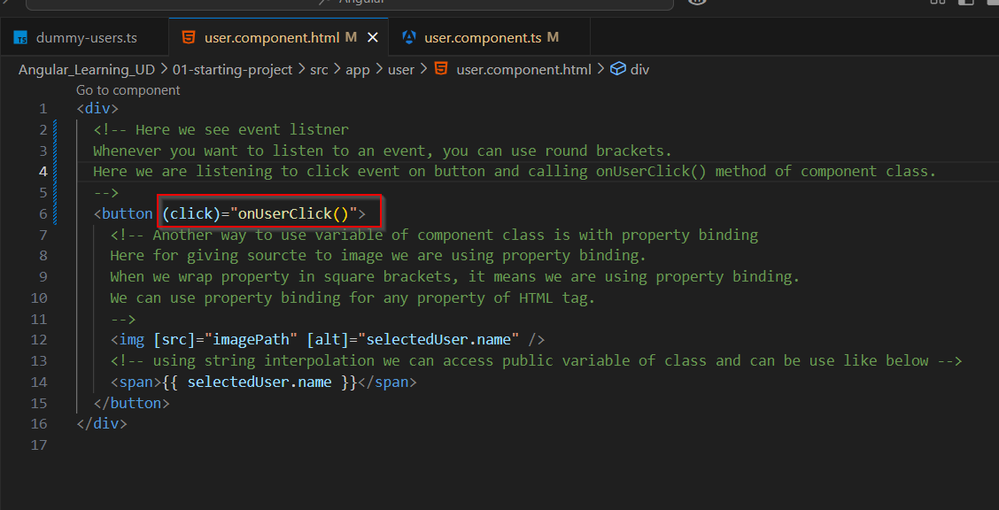 Angular
dummy-users.ts
user.component.html M
user.component.ts M
Angular_Learning_UD > 01-starting-project > src > app > user > user.component.html > div
Go to component
1 <div>
2 <!-- Here we see event listner
3 Whenever you want to listen to an event, you can use round brackets.
4 Here we are listening to click event on button and calling onUserClick() method of component class.
5 -->
6 <button (click)="onUserClick()">
7 <!-- Another way to use variable of component class is with property binding
8 Here for giving sourcte to image we are using property binding.
9 When we wrap property in square brackets, it means we are using property binding.
10 We can use property binding for any property of HTML tag.
11 -->
12 <img [src]="imagePath" [alt]="selectedUser.name" />
13 <!-- using string interpolation we can access public variable of class and can be use like below -->
14 <span>{{ selectedUser.name }}</span>
15 </button>
16 </div>
17